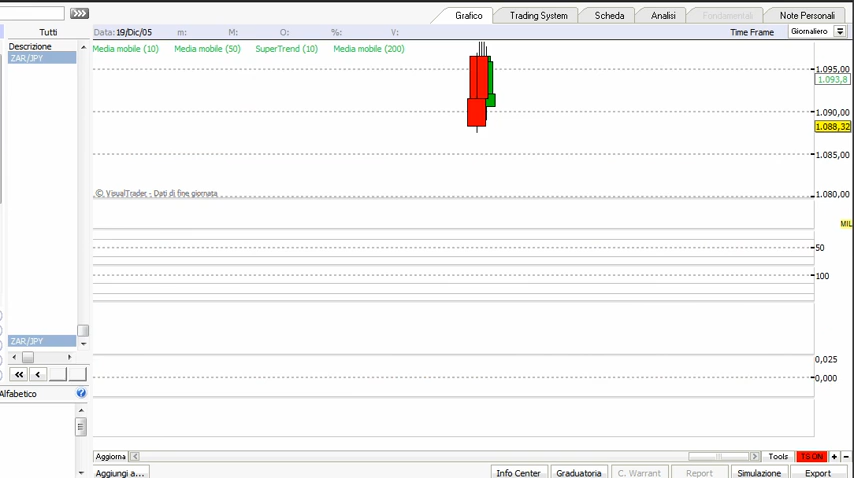 Grafico Trading System Scheda Analisi Fondamentali Note Personali
Tutti Data: 19/Dic/05 m: M: O: %: V: Time Frame Giornaliero
Descrizione
ZAR/JPY
Media mobile (10) Media mobile (50) SuperTrend (10) Media mobile (200)
1.095,00
1.093,8
1.090,00
1.088,32
1.085,00
© VisualTrader - Dati di fine giornata
1.080,00
MIL
50
100
ZAR/JPY
0,025
0,000
Alfabetico
Aggiorna Tools TS ON
Aggiungi a... Info Center Graduatoria C. Warrant Report Simulazione Export